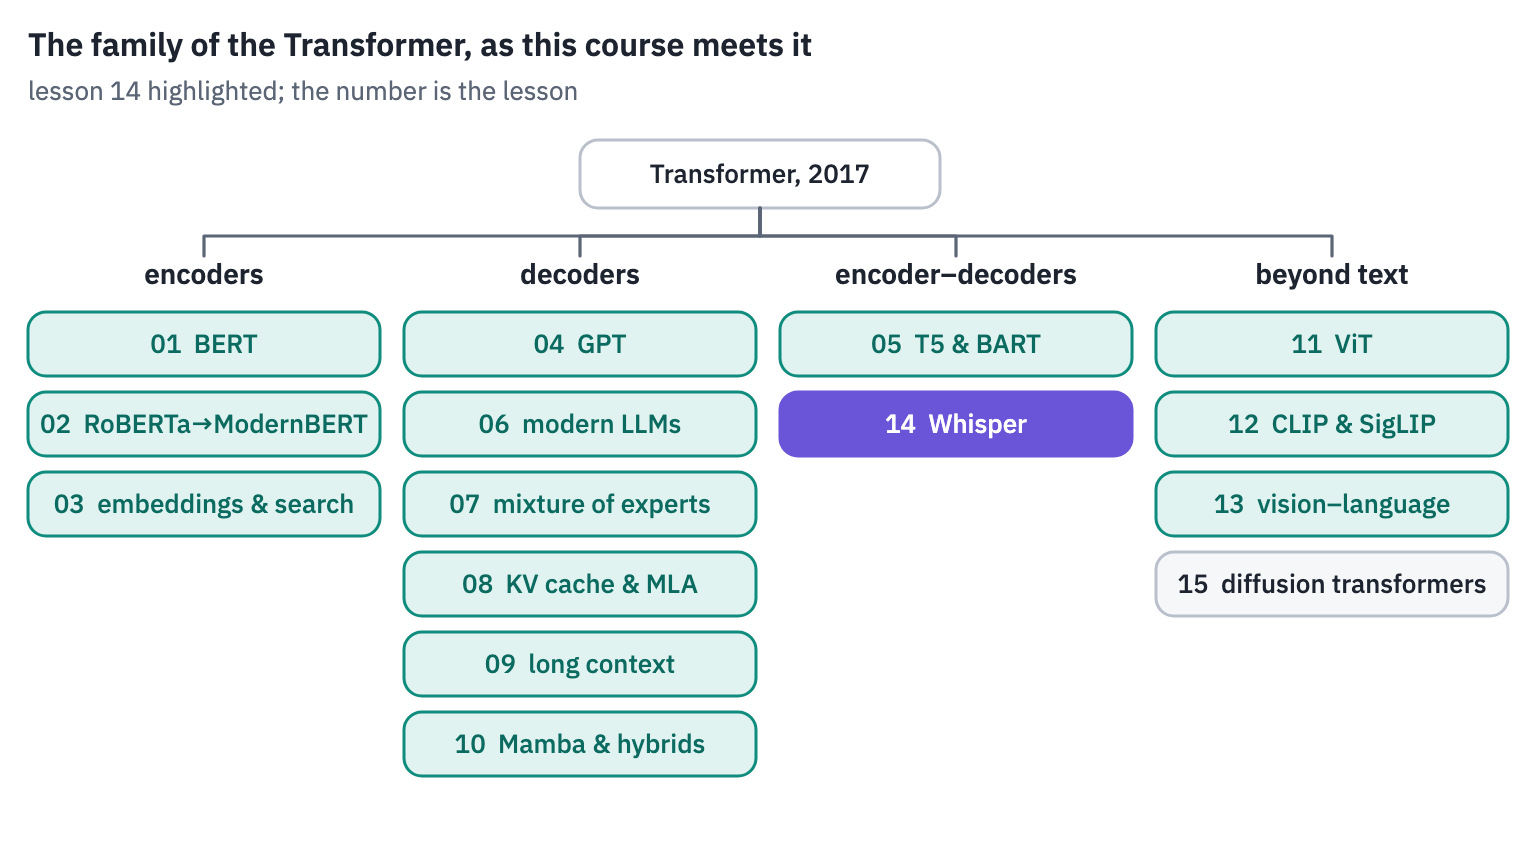 The family of the Transformer, as this course meets it
lesson 14 highlighted; the number is the lesson
Transformer, 2017
encoders
01 BERT
02 RoBERTa→ModernBERT
03 embeddings & search
decoders
04 GPT
06 modern LLMs
07 mixture of experts
08 KV cache & MLA
09 long context
10 Mamba & hybrids
encoder–decoders
05 T5 & BART
14 Whisper
beyond text
11 ViT
12 CLIP & SigLIP
13 vision–language
15 diffusion transformers